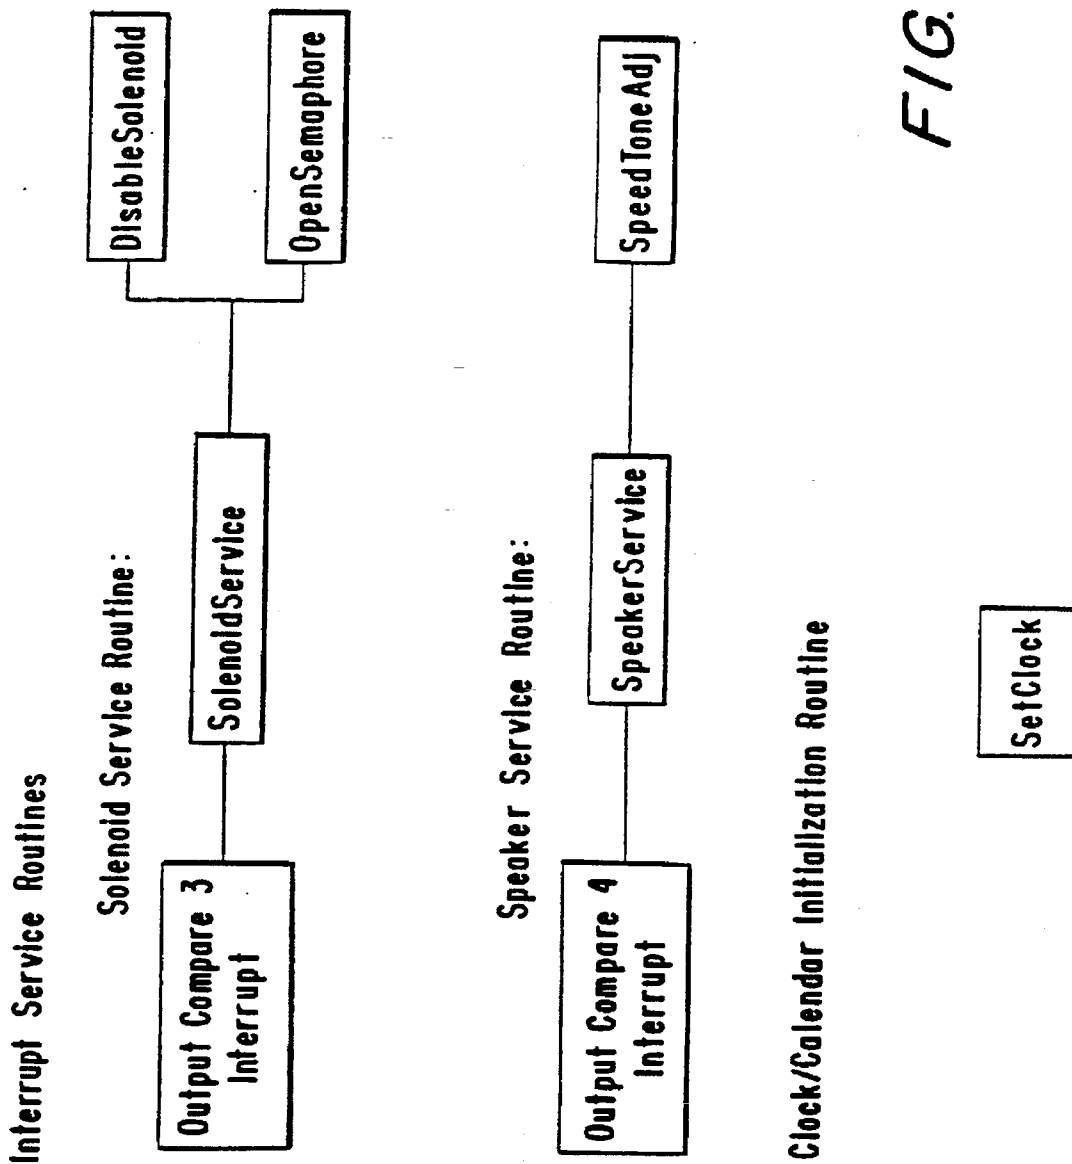 Interrupt Service Routines
Solenoid Service Routine:
Output Compare 3
Interrupt
SolenoidService
DisableSolenoid
OpenSemaphore
Speaker Service Routine:
Output Compare 4
Interrupt
SpeakerService
SpeedToneAdj
Clock/Calendar Initialization Routine
SetClock
FIG.